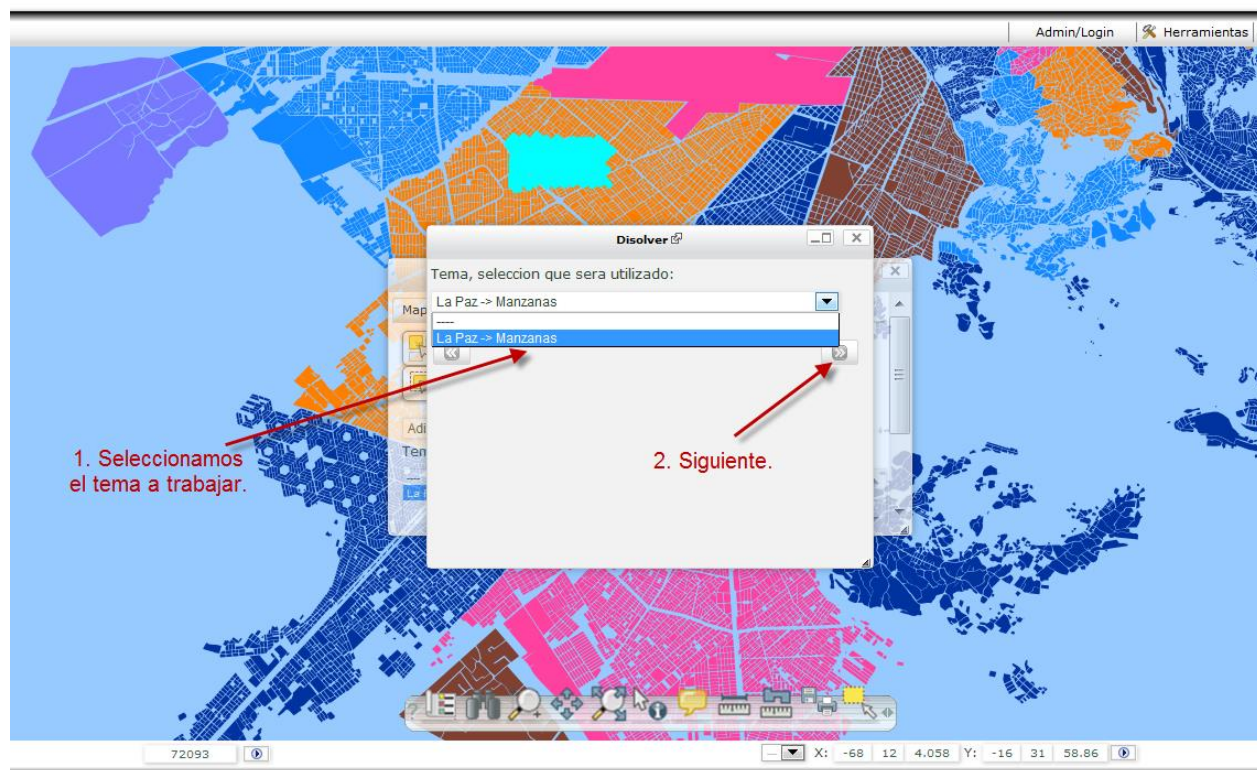 Admin/Login
Herramientas
Disolver
Tema, seleccion que sera utilizado:
La Paz -> Manzanas
----
La Paz -> Manzanas
Map
Adi
Tem
1. Seleccionamos
el tema a trabajar.
2. Siguiente.
72093
X: -68 12 4.058 Y: -16 31 58.86